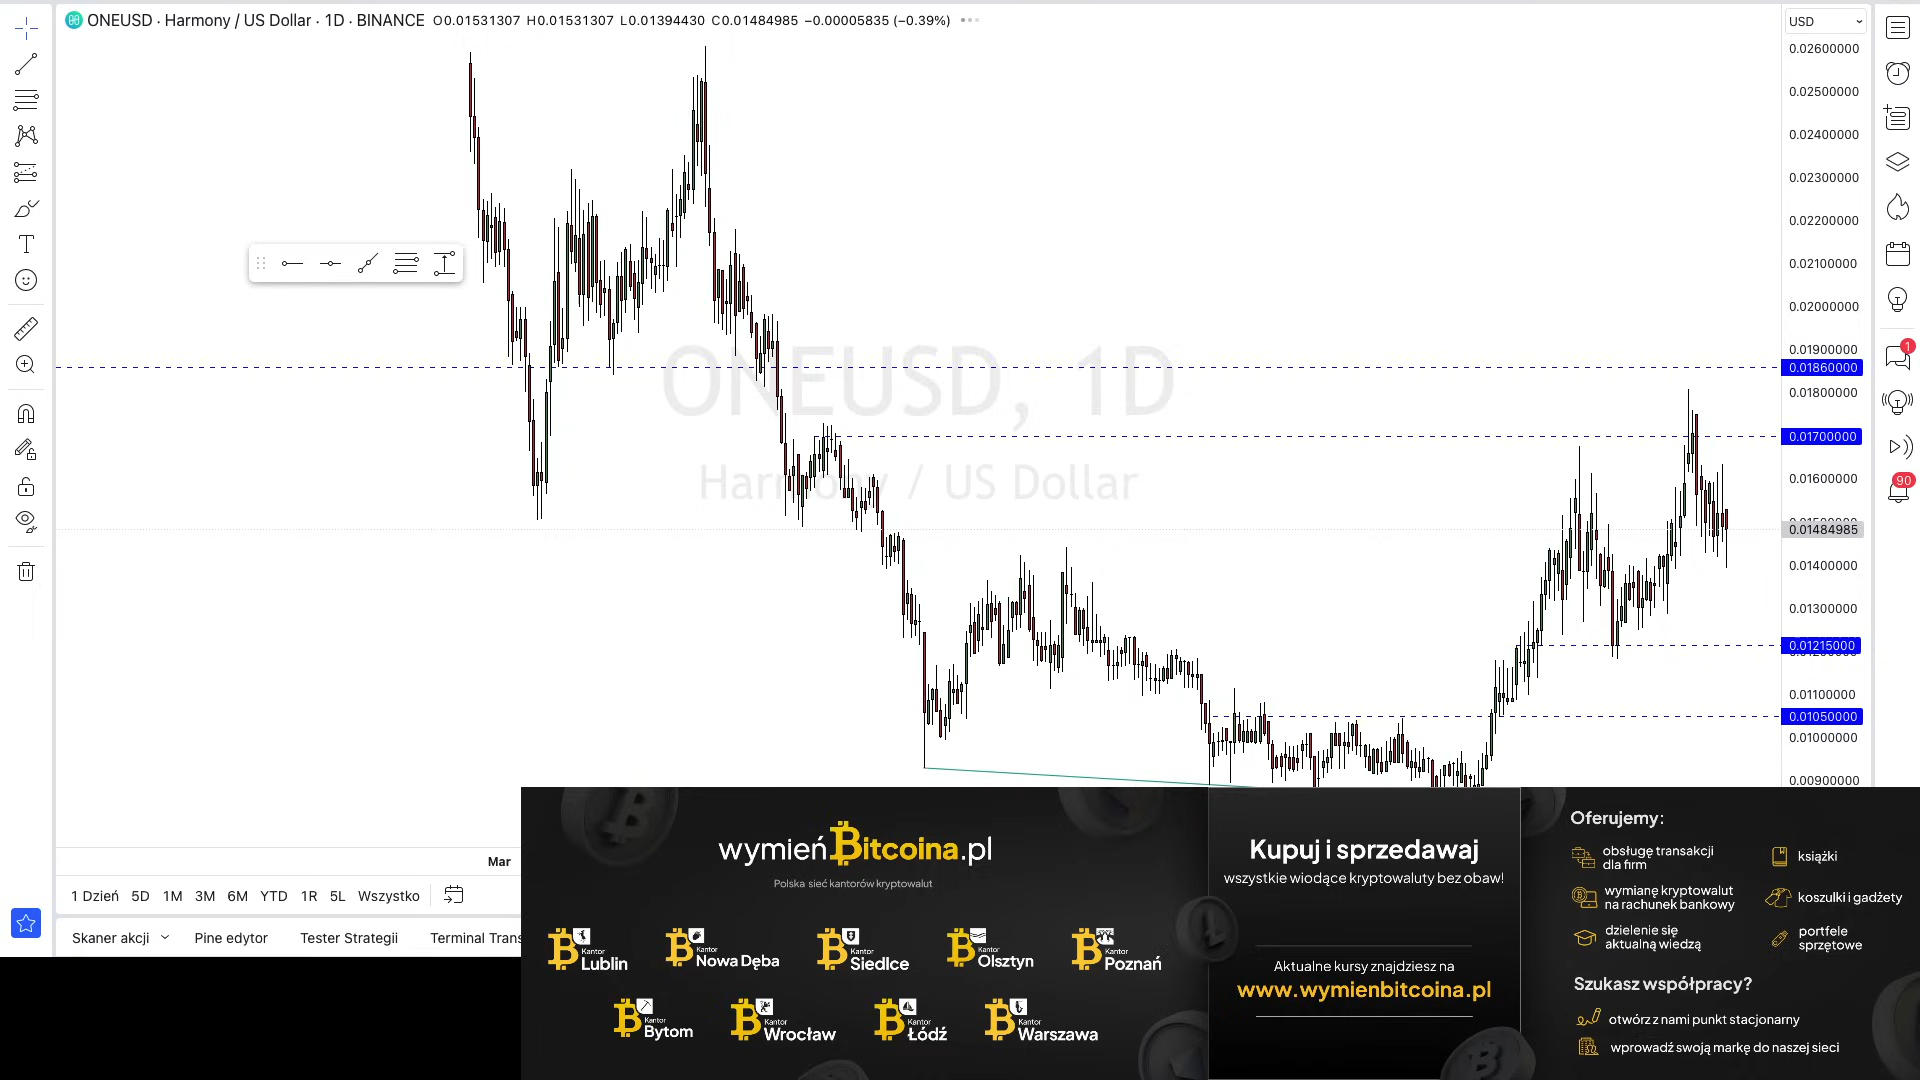 ONEUSD · Harmony / US Dollar · 1D · BINANCE O0.01531307 H0.01531307 L0.01394430 C0.01484985 −0.00005835 (−0.39%)
USD
0.02600000
0.02500000
0.02400000
0.02300000
0.02200000
0.02100000
0.02000000
0.01900000
0.01860000
0.01800000
0.01700000
0.01600000
0.01484985
0.01400000
0.01300000
0.01215000
0.01100000
0.01050000
0.01000000
0.00900000
1
90
ONEUSD, 1D
Harmony / US Dollar
Mar
1 Dzień 5D 1M 3M 6M YTD 1R 5L Wszystko
Skaner akcji Pine edytor Tester Strategii Terminal Trans
wymień Bitcoina.pl
Polska sieć kantorów kryptowalut
Kantor Lublin
Kantor Nowa Dęba
Kantor Siedlce
Kantor Olsztyn
Kantor Poznań
Kantor Bytom
Kantor Wrocław
Kantor Łódź
Kantor Warszawa
Kupuj i sprzedawaj
wszystkie wiodące kryptowaluty bez obaw!
Aktualne kursy znajdziesz na
www.wymienbitcoina.pl
Oferujemy:
obsługę transakcji
dla firm
wymianę kryptowalut
na rachunek bankowy
dzielenie się
aktualną wiedzą
książki
koszulki i gadżety
portfele
sprzętowe
Szukasz współpracy?
otwórz z nami punkt stacjonarny
wprowadź swoją markę do naszej sieci